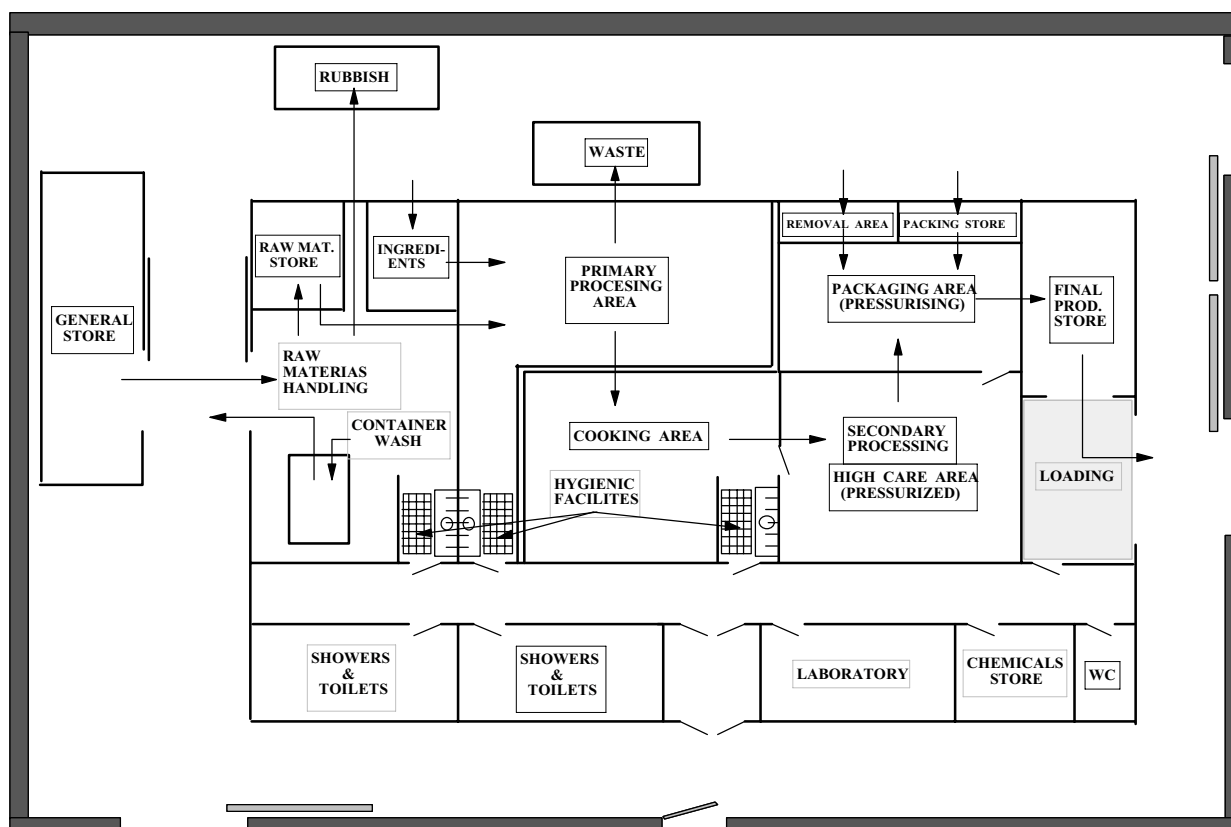 RUBBISH
WASTE
REMOVAL AREA
PACKING STORE
RAW MAT.
STORE
INGREDI-
ENTS
PRIMARY
PROCESING
AREA
PACKAGING AREA
(PRESSURISING)
FINAL
PROD.
STORE
GENERAL
STORE
RAW
MATERIAS
HANDLING
CONTAINER
WASH
COOKING AREA
SECONDARY
PROCESSING
HIGH CARE AREA
(PRESSURIZED)
LOADING
HYGIENIC
FACILITES
SHOWERS
&
TOILETS
SHOWERS
&
TOILETS
LABORATORY
CHEMICALS
STORE
WC